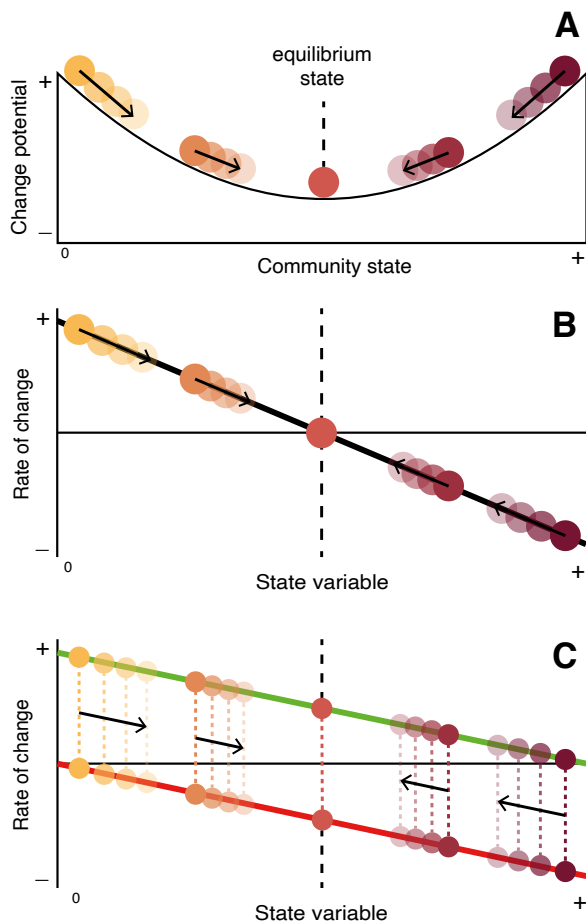 A
equilibrium
state
+
Change potential
–
0
+
Community state
B
+
Rate of change
–
0
+
State variable
C
+
Rate of change
–
0
+
State variable